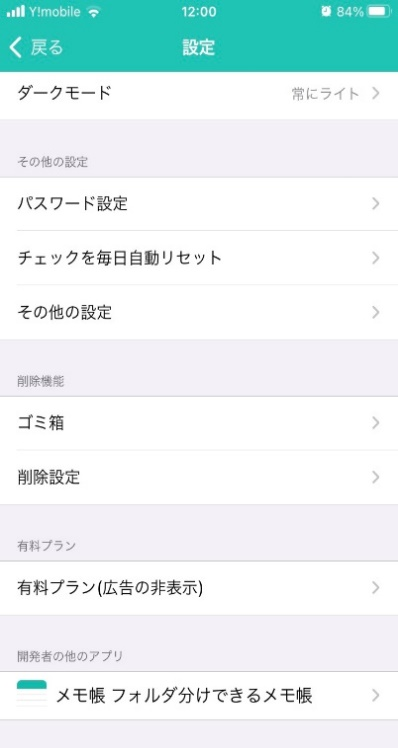 Y!mobile 12:00 84%
戻る 設定
ダークモード 常にライト
その他の設定
パスワード設定
チェックを毎日自動リセット
その他の設定
削除機能
ゴミ箱
削除設定
有料プラン
有料プラン(広告の非表示)
開発者の他のアプリ
メモ帳 フォルダ分けできるメモ帳